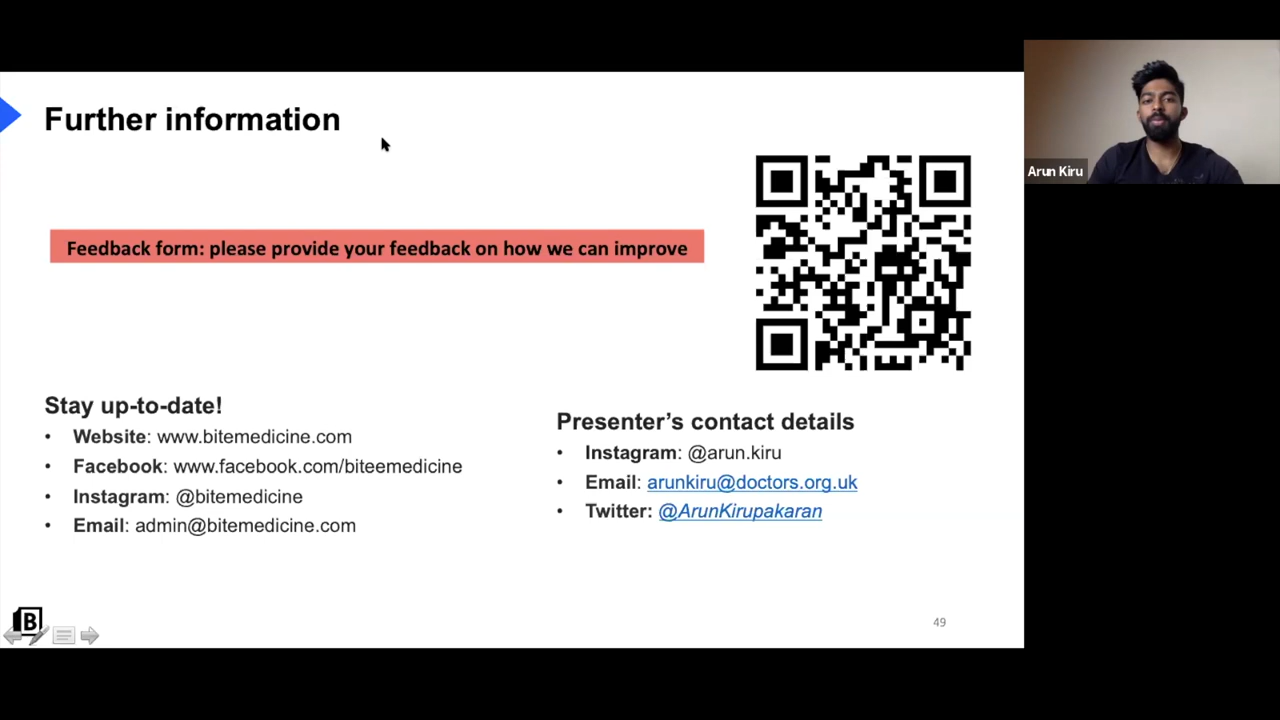 Further information
Arun Kiru
Feedback form: please provide your feedback on how we can improve
Stay up-to-date!
• Website: www.bitemedicine.com
• Facebook: www.facebook.com/biteemedicine
• Instagram: @bitemedicine
• Email: admin@bitemedicine.com
Presenter’s contact details
• Instagram: @arun.kiru
• Email: arunkiru@doctors.org.uk
• Twitter: @ArunKirupakaran
B
49